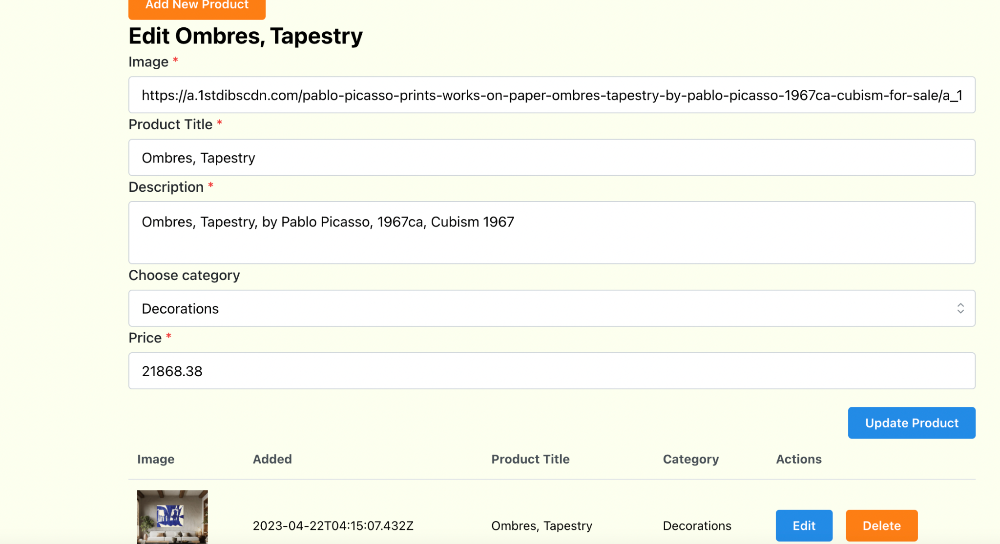 Add New Product
Edit Ombres, Tapestry
Image *
https://a.1stdibscdn.com/pablo-picasso-prints-works-on-paper-ombres-tapestry-by-pablo-picasso-1967ca-cubism-for-sale/a_1
Product Title *
Ombres, Tapestry
Description *
Ombres, Tapestry, by Pablo Picasso, 1967ca, Cubism 1967
Choose category
Decorations
Price *
21868.38
Update Product
Image Added Product Title Category Actions
2023-04-22T04:15:07.432Z Ombres, Tapestry Decorations Edit Delete